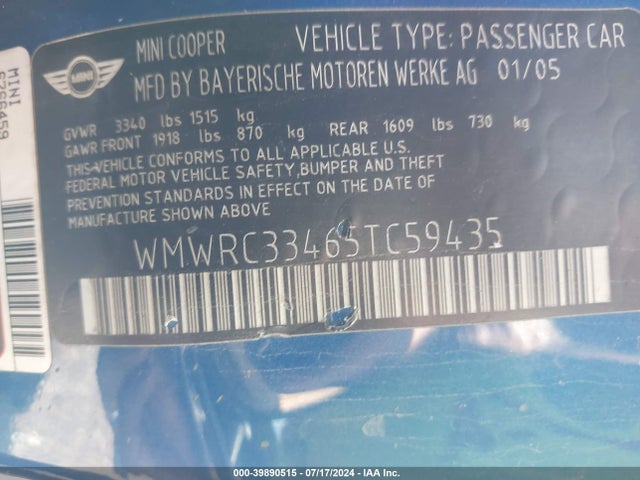 MINI COOPER VEHICLE TYPE: PASSENGER CAR
MINI
MFD BY BAYERISCHE MOTOREN WERKE AG 01/05
GVWR 3340 lbs 1515 kg
GAWR FRONT 1918 lbs 870 kg REAR 1609 lbs 730 kg
THIS VEHICLE CONFORMS TO ALL APPLICABLE U.S.
FEDERAL MOTOR VEHICLE SAFETY,BUMPER AND THEFT
PREVENTION STANDARDS IN EFFECT ON THE DATE OF
MANUFACTURE SHOWN ABOVE
WMWRC33465TC59435
MINI
6266459
000-39890515 - 07/17/2024 - IAA Inc.